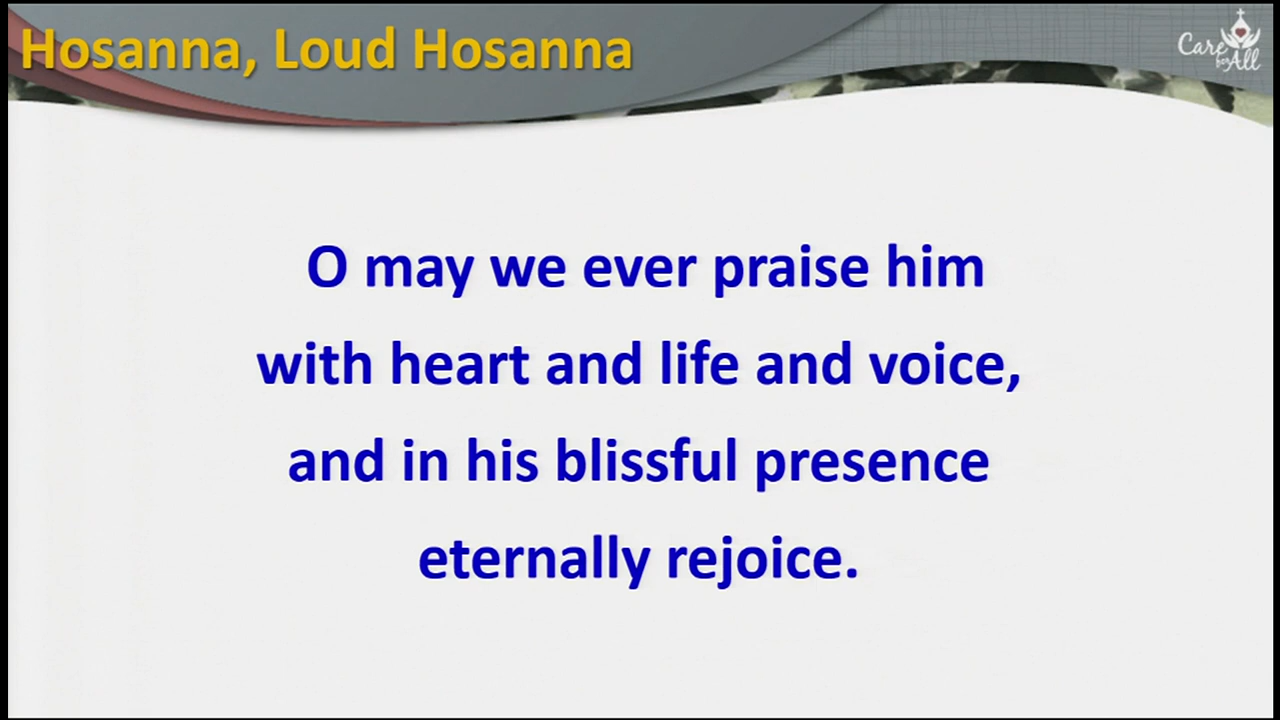 Hosanna, Loud Hosanna
Care
for All
O may we ever praise him
with heart and life and voice,
and in his blissful presence
eternally rejoice.